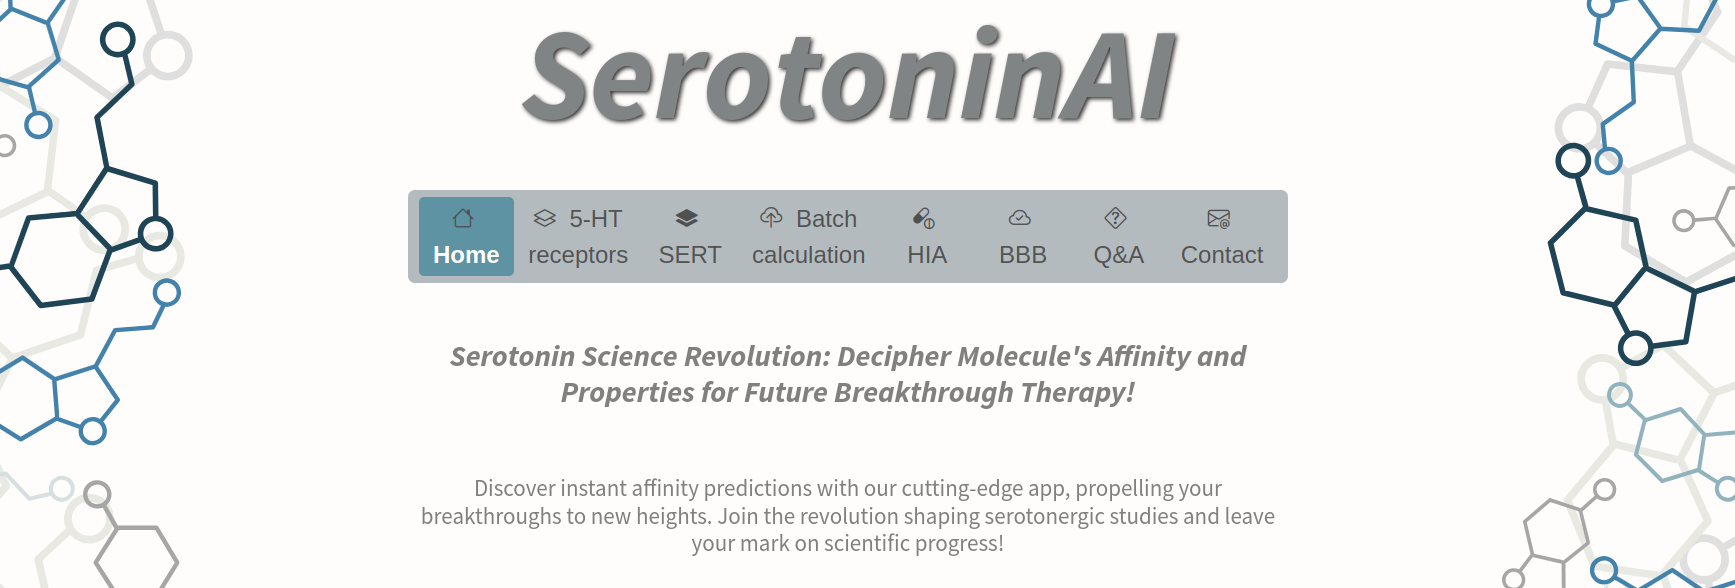 SerotoninAI
Home
5-HT receptors
SERT
Batch calculation
HIA
BBB
Q&A
Contact
Serotonin Science Revolution: Decipher Molecule's Affinity and
Properties for Future Breakthrough Therapy!
Discover instant affinity predictions with our cutting-edge app, propelling your
breakthroughs to new heights. Join the revolution shaping serotonergic studies and leave
your mark on scientific progress!